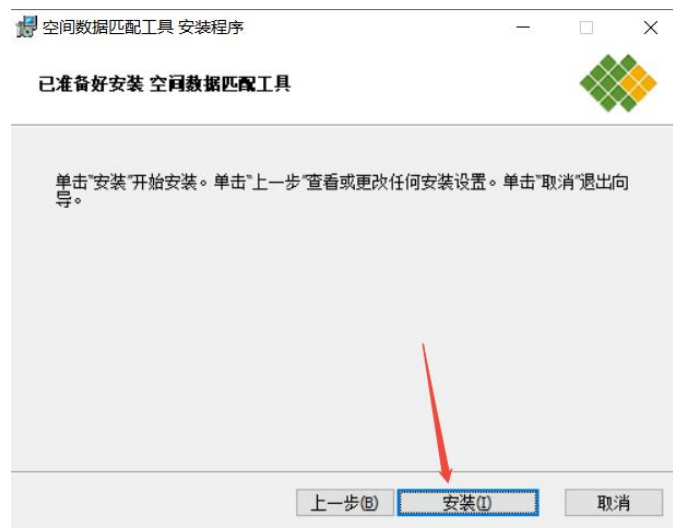 空间数据匹配工具 安装程序
已准备好安装 空间数据匹配工具
单击"安装"开始安装。单击"上一步"查看或更改任何安装设置。单击"取消"退出向
导。
上一步(B) 安装(I) 取消